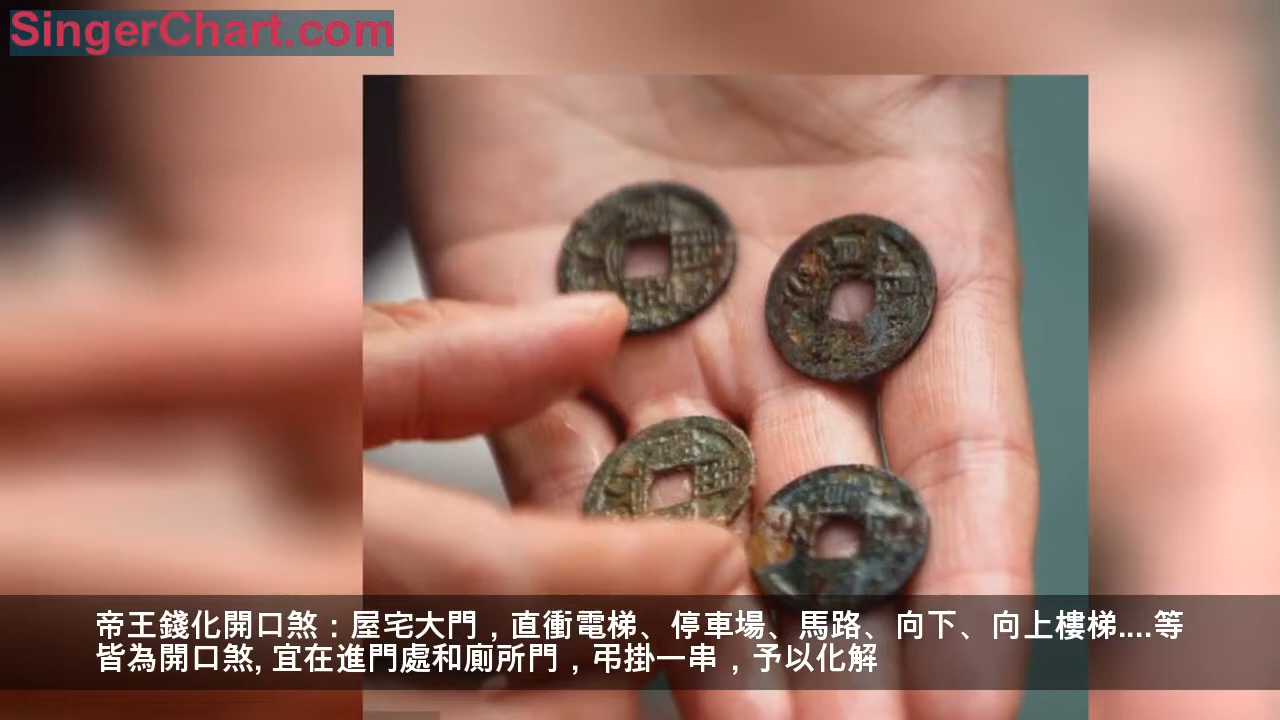 SingerChart.com
帝王錢化開口煞：屋宅大門，直衝電梯、停車場、馬路、向下、向上樓梯....等
皆為開口煞, 宜在進門處和廁所門，弔掛一串，予以化解